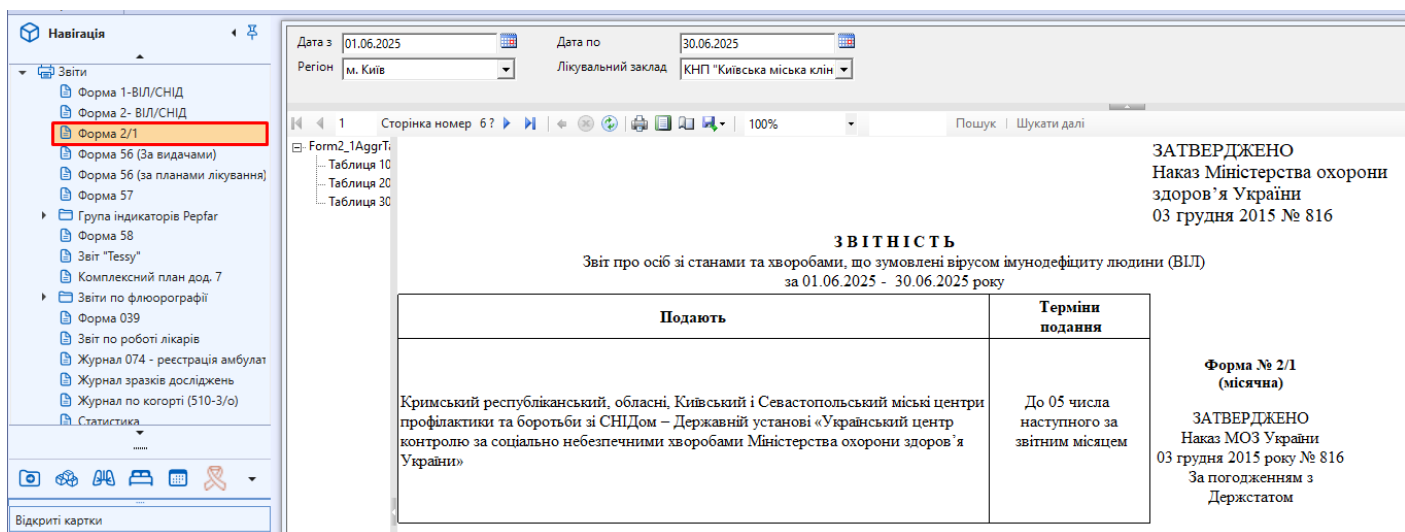 Навігація
Звіти
Форма 1-ВІЛ/СНІД
Форма 2- ВІЛ/СНІД
Форма 2/1
Форма 56 (За видачами)
Форма 56 (за планами лікування)
Форма 57
Група індикаторів Pepfar
Форма 58
Звіт "Tessy"
Комплексний план дод. 7
Звіти по флюорографії
Форма 039
Звіт по роботі лікарів
Журнал 074 - реєстрація амбулат
Журнал зразків досліджень
Журнал по когорті (510-3/о)
Статистика
Відкриті картки
Дата з 01.06.2025 Дата по 30.06.2025
Регіон м. Київ Лікувальний заклад КНП "Київська міська клін
1 Сторінка номер 6? 100% Пошук Шукати далі
Form2_1AggrTa
Таблиця 10
Таблиця 20
Таблиця 30
ЗАТВЕРДЖЕНО
Наказ Міністерства охорони
здоров’я України
03 грудня 2015 № 816
З В І Т Н І С Т Ь
Звіт про осіб зі станами та хворобами, що зумовлені вірусом імунодефіциту людини (ВІЛ)
за 01.06.2025 - 30.06.2025 року
Подають
Терміни
подання
Кримський республіканський, обласні, Київський і Севастопольський міські центри
профілактики та боротьби зі СНІДом – Державній установі «Український центр
контролю за соціально небезпечними хворобами Міністерства охорони здоров’я
України»
До 05 числа
наступного за
звітним місяцем
Форма № 2/1
(місячна)
ЗАТВЕРДЖЕНО
Наказ МОЗ України
03 грудня 2015 року № 816
За погодженням з
Держстатом